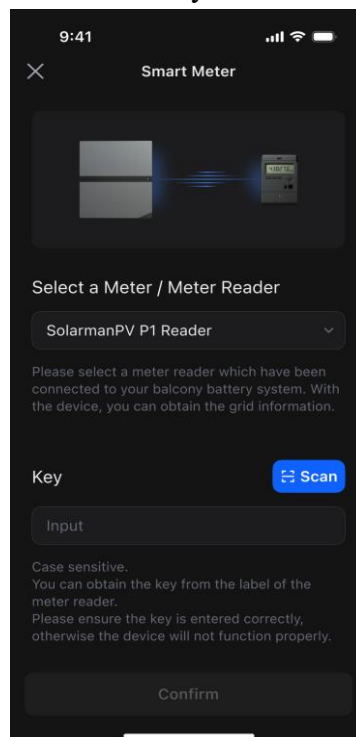 9:41
Smart Meter
Select a Meter / Meter Reader
SolarmanPV P1 Reader
Please select a meter reader which have been
connected to your balcony battery system. With
the device, you can obtain the grid information.
Key
Scan
Input
Case sensitive.
You can obtain the key from the label of the
meter reader.
Please ensure the key is entered correctly,
otherwise the device will not function properly.
Confirm